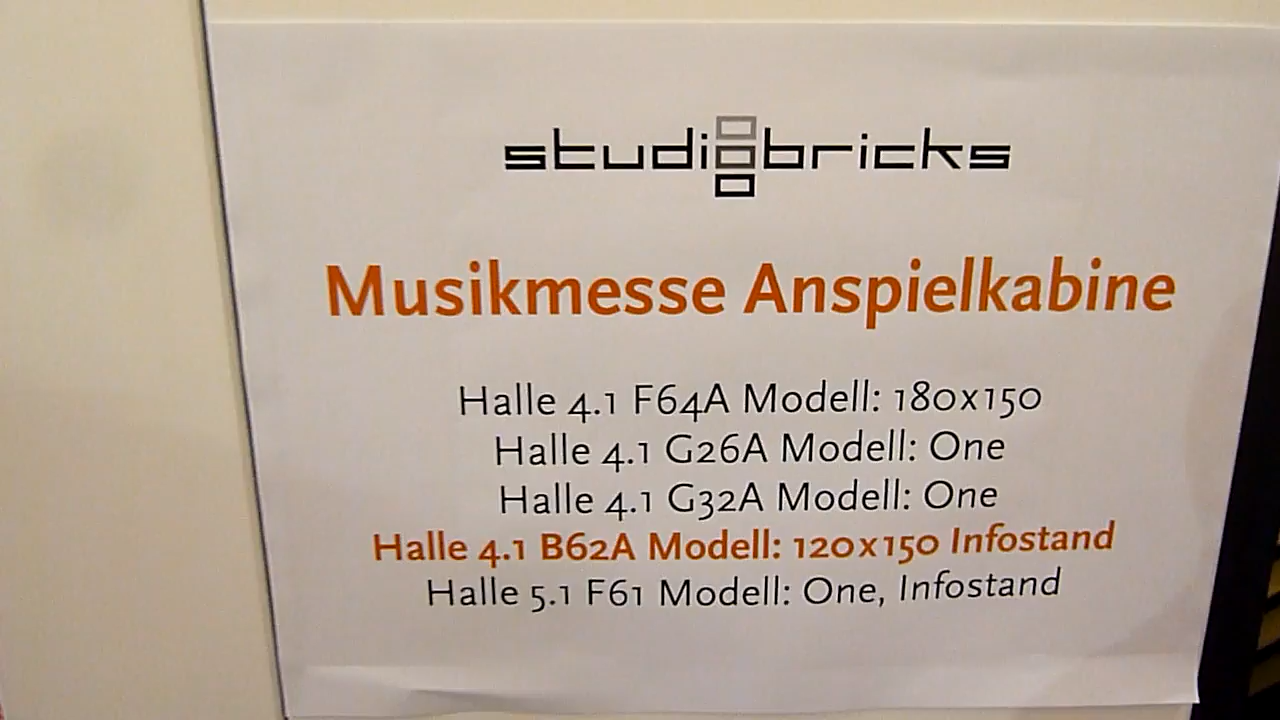 studiobricks
Musikmesse Anspielkabine
Halle 4.1 F64A Modell: 180x150
Halle 4.1 G26A Modell: One
Halle 4.1 G32A Modell: One
Halle 4.1 B62A Modell: 120x150 Infostand
Halle 5.1 F61 Modell: One, Infostand